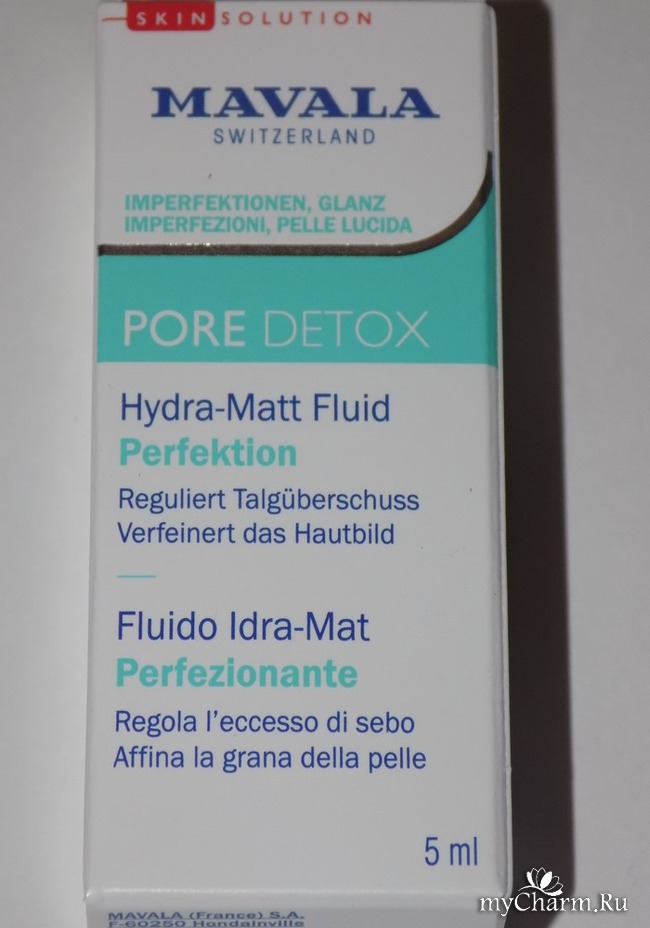 SKIN SOLUTION
MAVALA
SWITZERLAND
IMPERFEKTIONEN, GLANZ
IMPERFEZIONI, PELLE LUCIDA
PORE DETOX
Hydra-Matt Fluid
Perfektion
Reguliert Talgüberschuss
Verfeinert das Hautbild
Fluido Idra-Mat
Perfezionante
Regola l'eccesso di sebo
Affina la grana della pelle
5 ml
MAVALA (France) S.A.
F-60250 Hondainville
myCharm.Ru